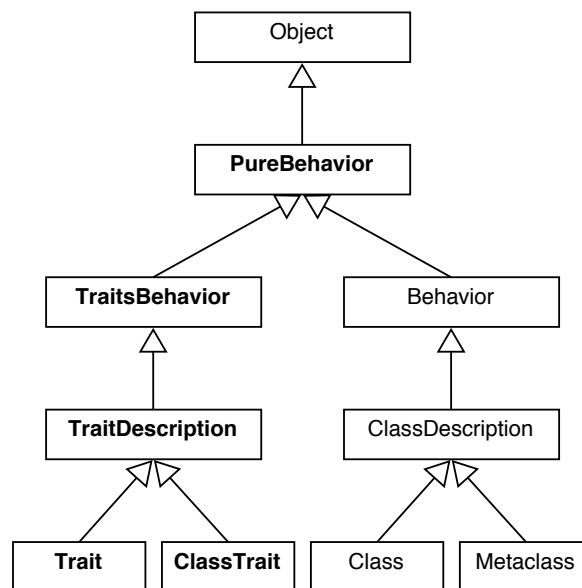 Object
PureBehavior
TraitsBehavior
Behavior
TraitDescription
ClassDescription
Trait
ClassTrait
Class
Metaclass